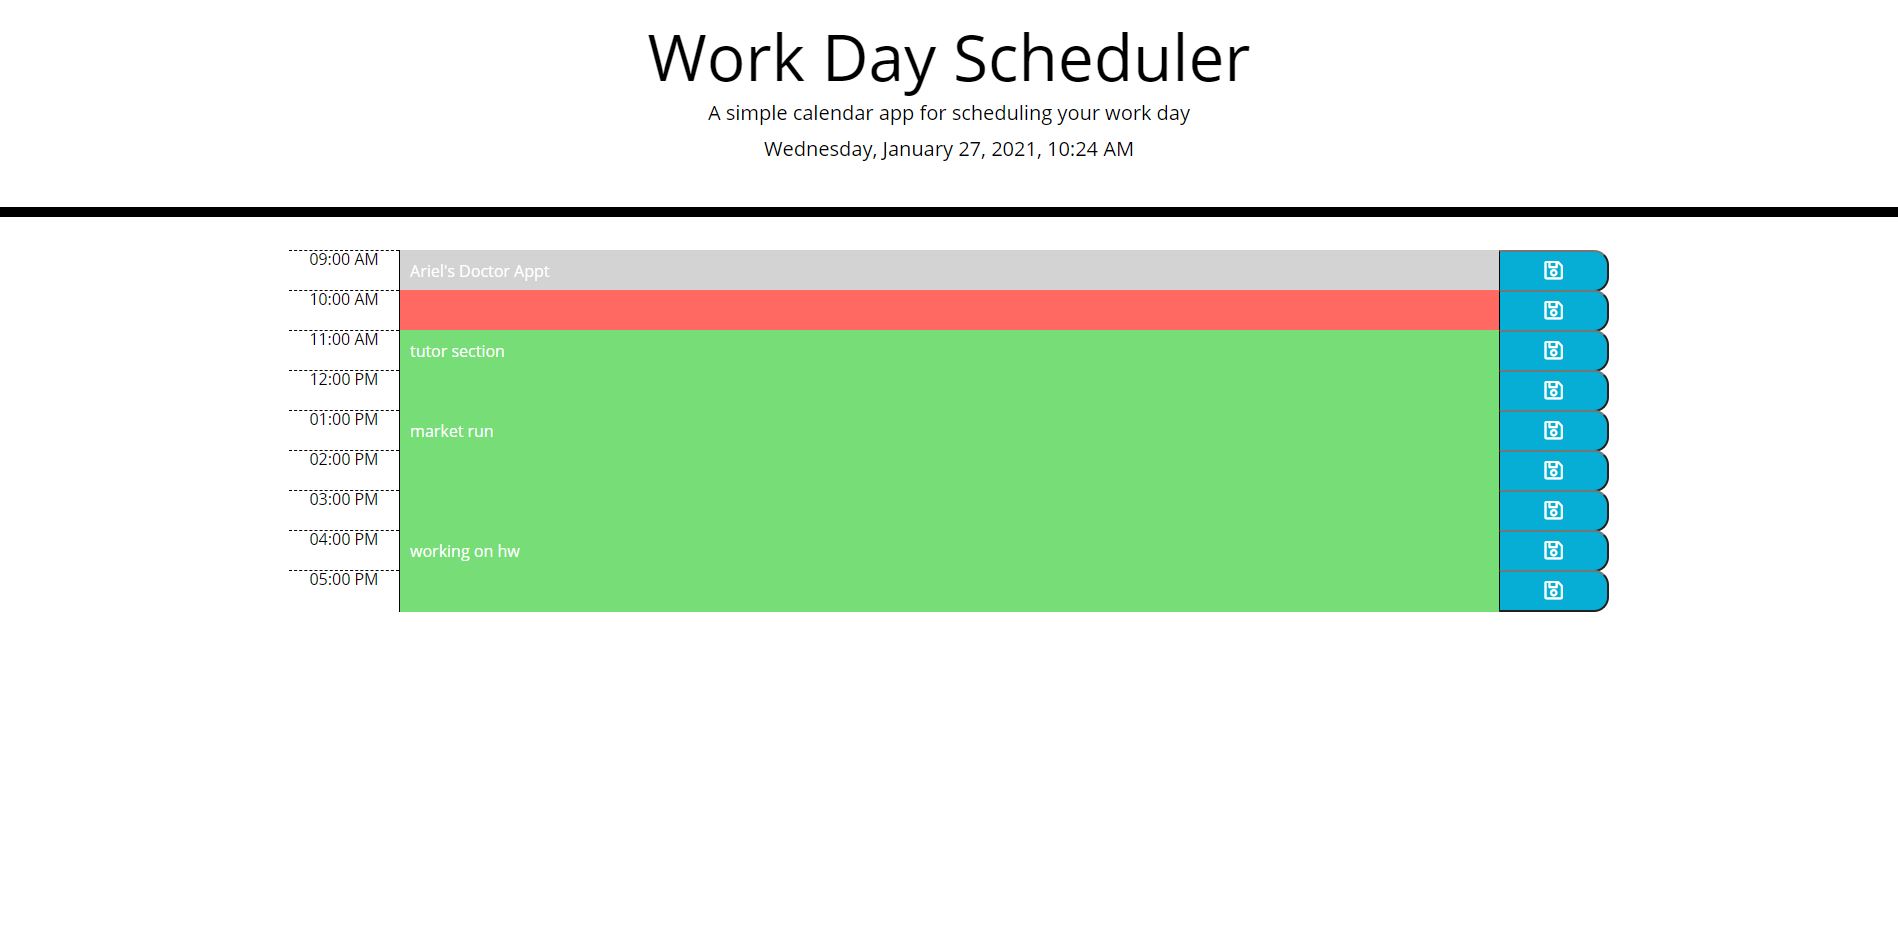 Work Day Scheduler
A simple calendar app for scheduling your work day
Wednesday, January 27, 2021, 10:24 AM
09:00 AM
Ariel's Doctor Appt
10:00 AM
11:00 AM
tutor section
12:00 PM
01:00 PM
market run
02:00 PM
03:00 PM
04:00 PM
working on hw
05:00 PM